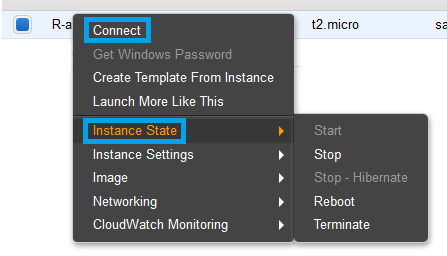 R-a
t2.micro
sa
Connect
Get Windows Password
Create Template From Instance
Launch More Like This
Instance State
Instance Settings
Image
Networking
CloudWatch Monitoring
Start
Stop
Stop - Hibernate
Reboot
Terminate